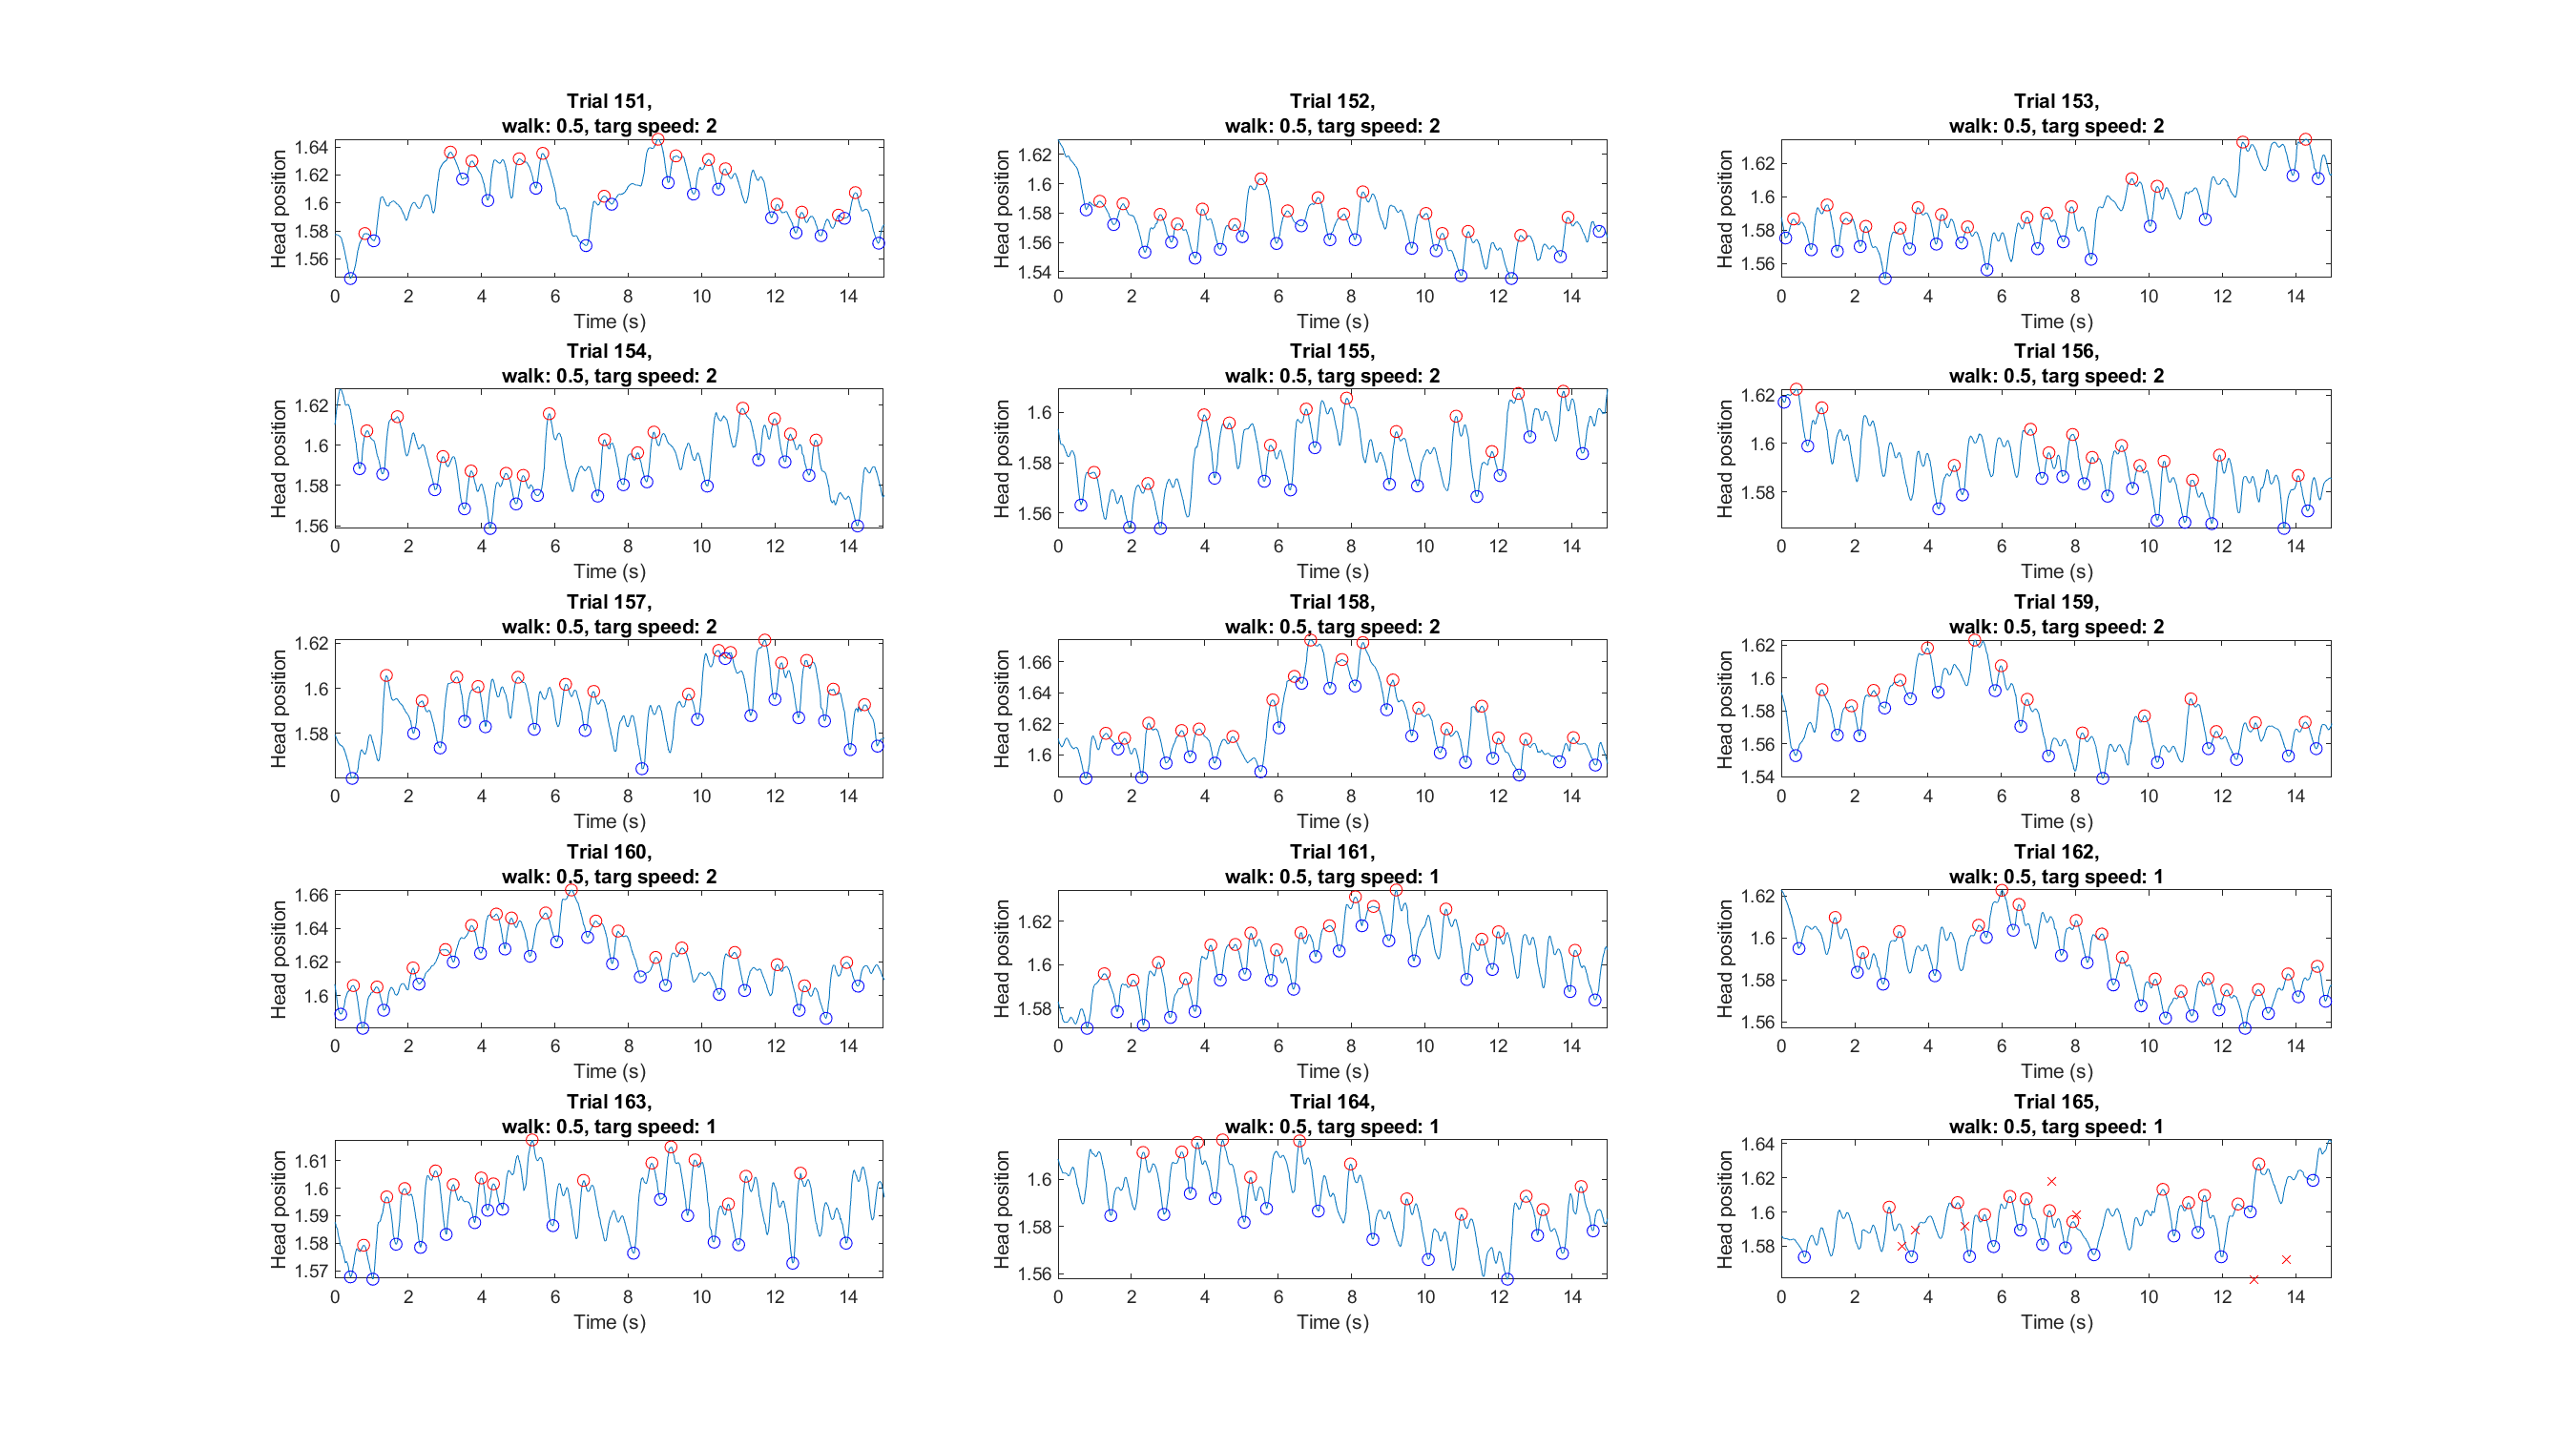 Trial 151,
walk: 0.5, targ speed: 2
Head position
1.64
1.62
1.6
1.58
1.56
0 2 4 6 8 10 12 14
Time (s)
Trial 152,
walk: 0.5, targ speed: 2
Head position
1.62
1.6
1.58
1.56
1.54
0 2 4 6 8 10 12 14
Time (s)
Trial 153,
walk: 0.5, targ speed: 2
Head position
1.62
1.6
1.58
1.56
0 2 4 6 8 10 12 14
Time (s)
Trial 154,
walk: 0.5, targ speed: 2
Head position
1.62
1.6
1.58
1.56
0 2 4 6 8 10 12 14
Time (s)
Trial 155,
walk: 0.5, targ speed: 2
Head position
1.6
1.58
1.56
0 2 4 6 8 10 12 14
Time (s)
Trial 156,
walk: 0.5, targ speed: 2
Head position
1.62
1.6
1.58
0 2 4 6 8 10 12 14
Time (s)
Trial 157,
walk: 0.5, targ speed: 2
Head position
1.62
1.6
1.58
0 2 4 6 8 10 12 14
Time (s)
Trial 158,
walk: 0.5, targ speed: 2
Head position
1.66
1.64
1.62
1.6
0 2 4 6 8 10 12 14
Time (s)
Trial 159,
walk: 0.5, targ speed: 2
Head position
1.62
1.6
1.58
1.56
1.54
0 2 4 6 8 10 12 14
Time (s)
Trial 160,
walk: 0.5, targ speed: 2
Head position
1.66
1.64
1.62
1.6
0 2 4 6 8 10 12 14
Time (s)
Trial 161,
walk: 0.5, targ speed: 1
Head position
1.62
1.6
1.58
0 2 4 6 8 10 12 14
Time (s)
Trial 162,
walk: 0.5, targ speed: 1
Head position
1.62
1.6
1.58
1.56
0 2 4 6 8 10 12 14
Time (s)
Trial 163,
walk: 0.5, targ speed: 1
Head position
1.61
1.6
1.59
1.58
1.57
0 2 4 6 8 10 12 14
Time (s)
Trial 164,
walk: 0.5, targ speed: 1
Head position
1.6
1.58
1.56
0 2 4 6 8 10 12 14
Time (s)
Trial 165,
walk: 0.5, targ speed: 1
Head position
1.64
1.62
1.6
1.58
0 2 4 6 8 10 12 14
Time (s)